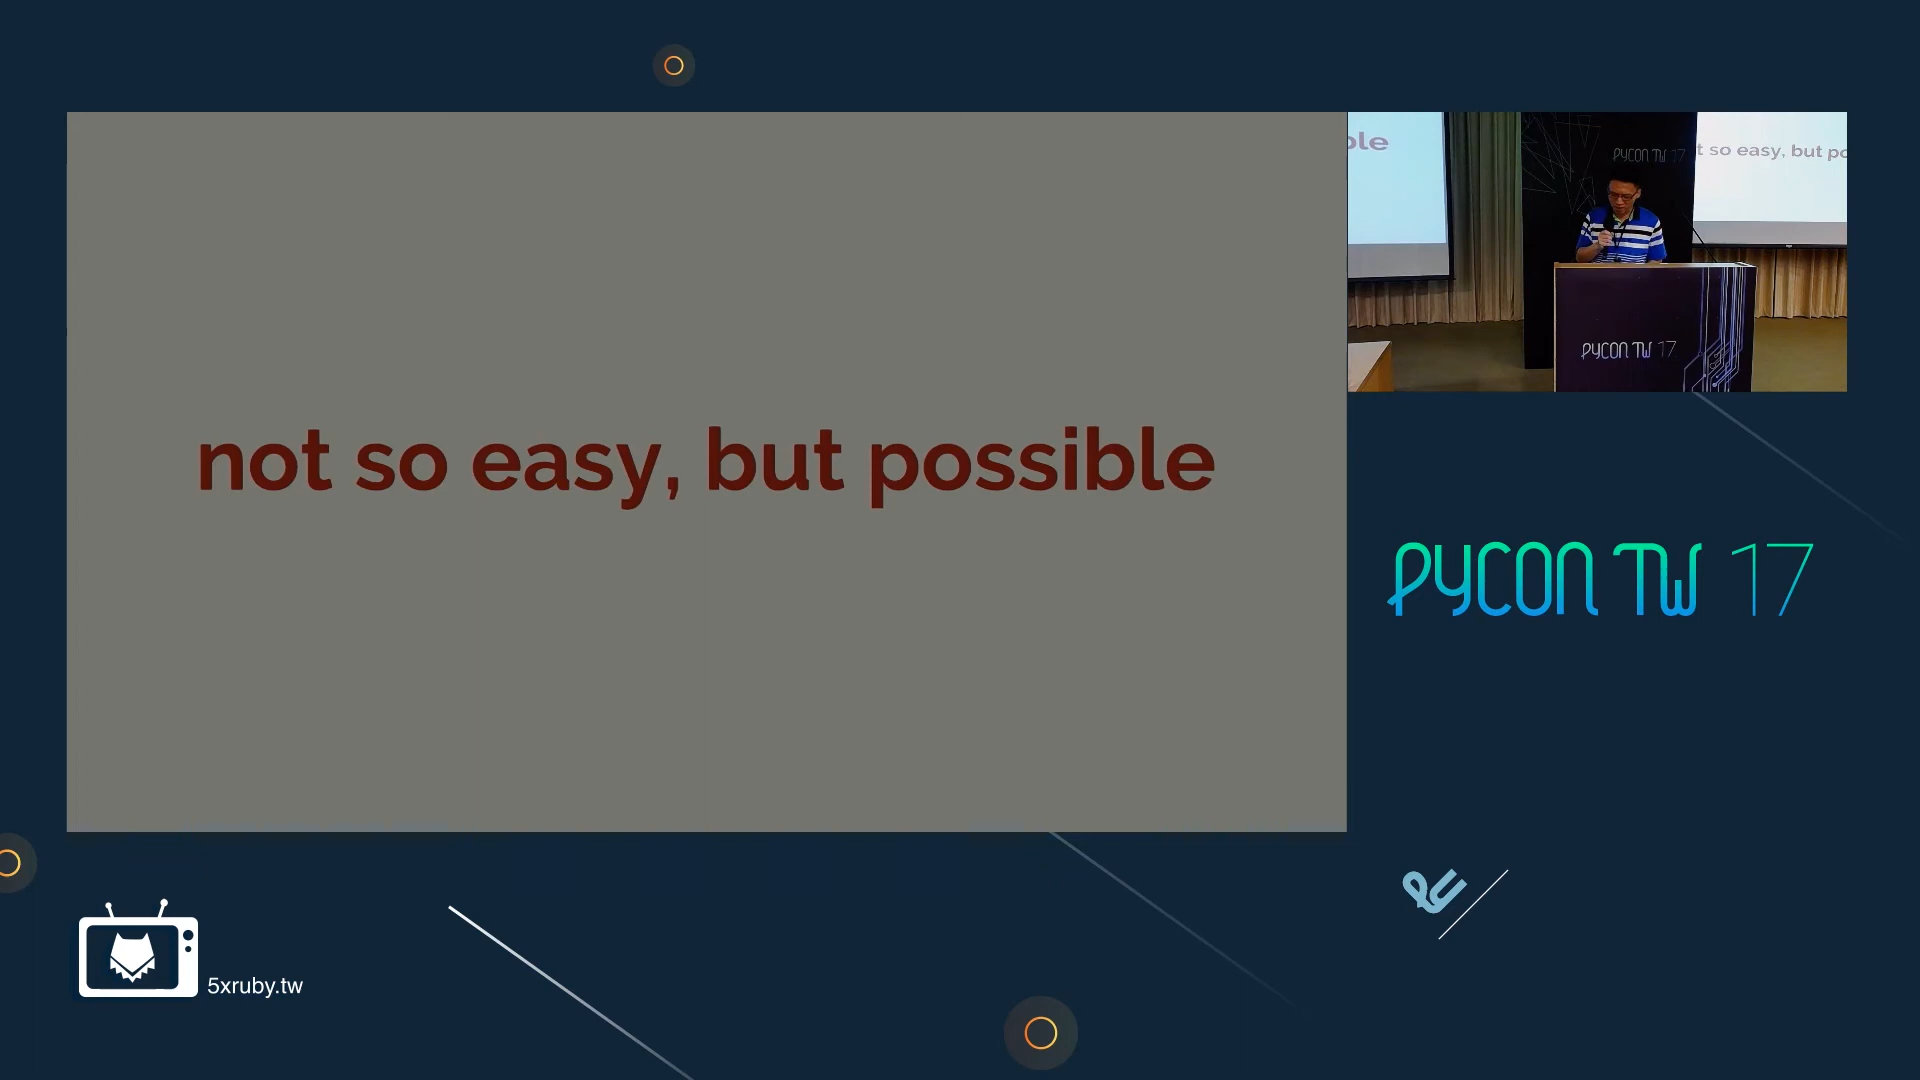 not so easy, but possible
ble
PYCON TW 17
t so easy, but po
PYCON TW 17
PYCON TW 17
5xruby.tw